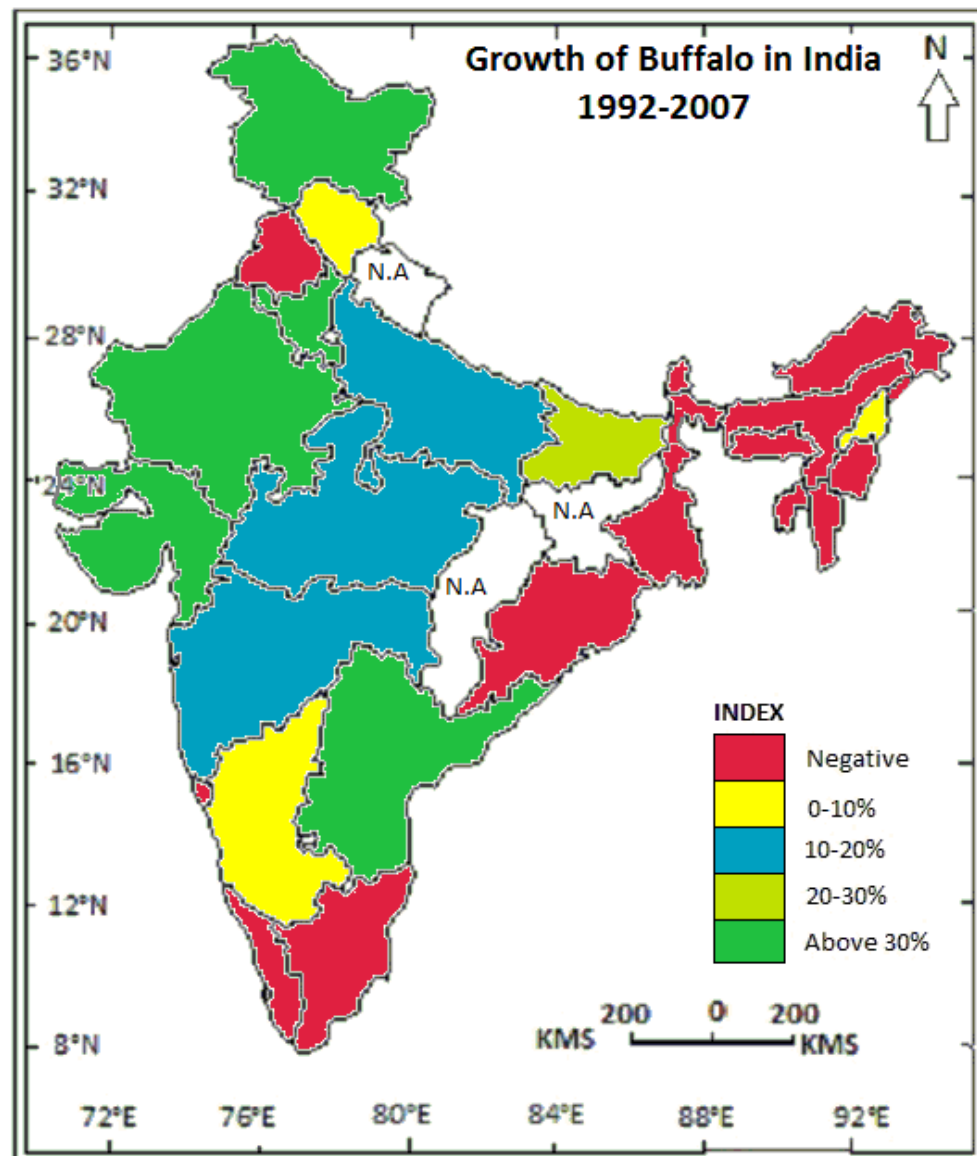 Growth of Buffalo in India
1992-2007
N
36°N
32°N
28°N
24°N
20°N
16°N
12°N
8°N
N.A
N.A
N.A
INDEX
Negative
0-10%
10-20%
20-30%
Above 30%
200 0 200
KMS KMS
72°E 76°E 80°E 84°E 88°E 92°E